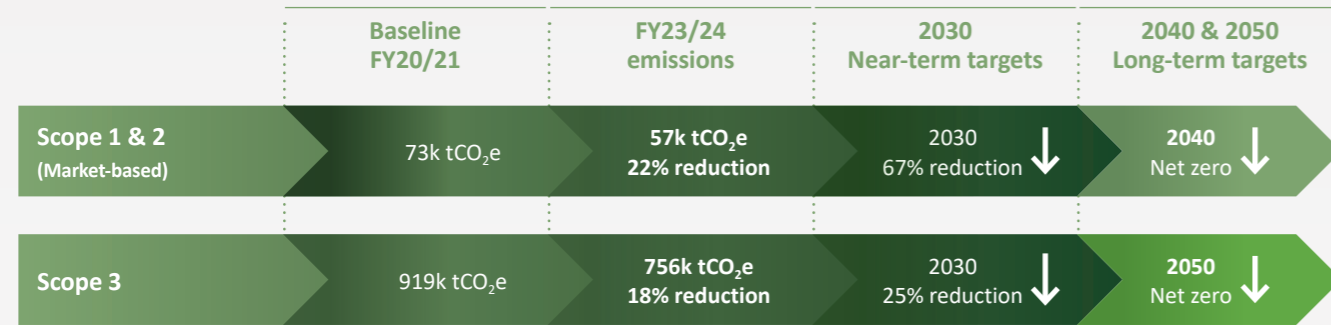 Baseline
FY20/21
FY23/24
emissions
2030
Near-term targets
2040 & 2050
Long-term targets
Scope 1 & 2
(Market-based)
73k tCO₂e
57k tCO₂e
22% reduction
2030
67% reduction
2040
Net zero
Scope 3
919k tCO₂e
756k tCO₂e
18% reduction
2030
25% reduction
2050
Net zero